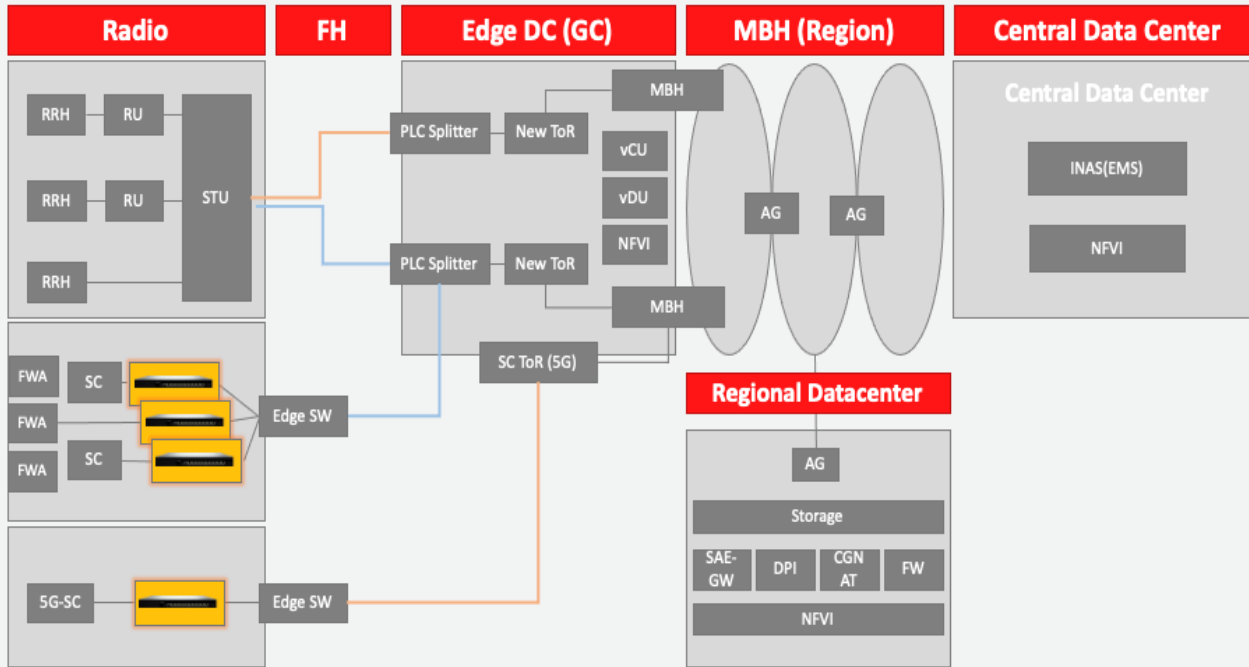 Radio
FH
Edge DC (GC)
MBH (Region)
Central Data Center
RRH
RU
RRH
RU
RRH
STU
PLC Splitter
New ToR
MBH
vCU
vDU
NFVI
PLC Splitter
New ToR
MBH
SC ToR (5G)
AG
AG
Central Data Center
INAS(EMS)
NFVI
FWA
SC
FWA
SC
FWA
Edge SW
5G-SC
Edge SW
Regional Datacenter
AG
Storage
SAE-
GW
DPI
CGN
AT
FW
NFVI